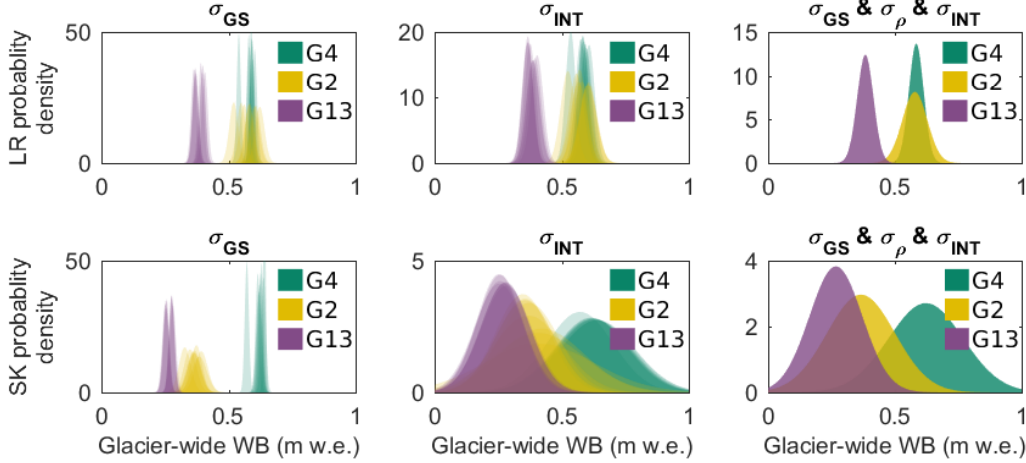 σGS
σINT
σGS & σρ & σINT
LR probablity
density
50
0
0
0.5
1
G4
G2
G13
20
10
0
0
0.5
1
G4
G2
G13
15
10
5
0
0
0.5
1
G4
G2
G13
σGS
σINT
σGS & σρ & σINT
SK probablity
density
50
0
0
0.5
1
G4
G2
G13
5
0
0
0.5
1
G4
G2
G13
4
2
0
0
0.5
1
G4
G2
G13
Glacier-wide WB (m w.e.)
Glacier-wide WB (m w.e.)
Glacier-wide WB (m w.e.)